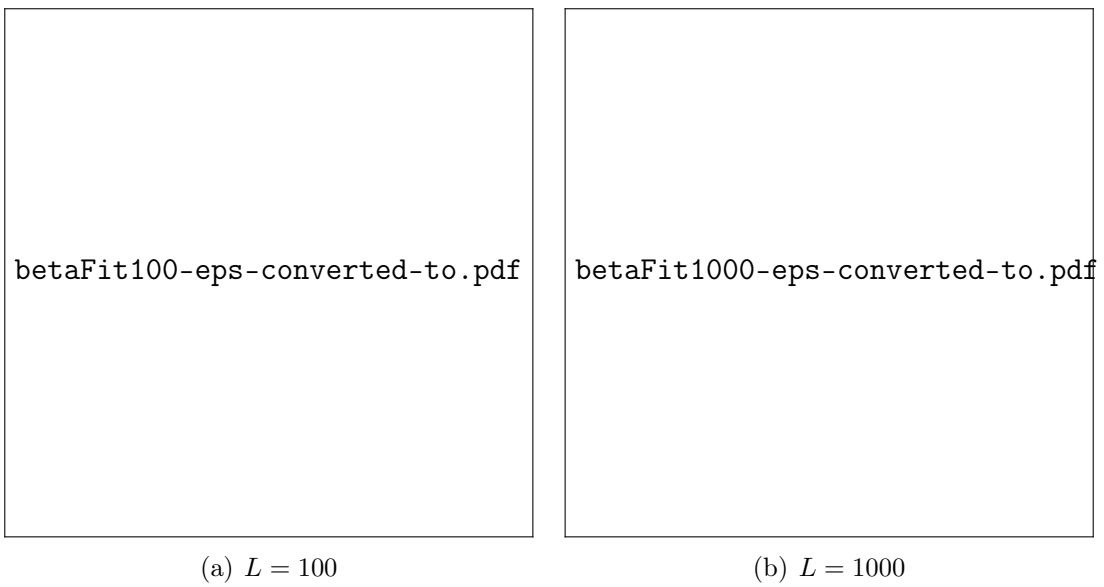 betaFit100-eps-converted-to.pdf
betaFit1000-eps-converted-to.pdf
(a) L = 100
(b) L = 1000